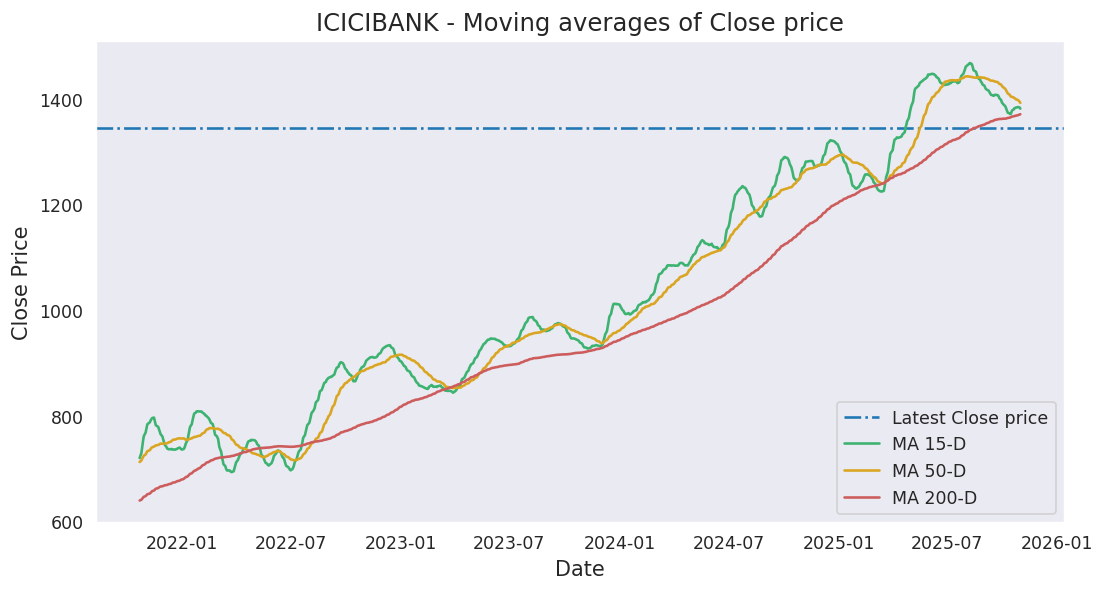 ICICIBANK - Moving averages of Close price
Close Price
1400
1200
1000
800
600
Latest Close price
MA 15-D
MA 50-D
MA 200-D
2022-01 2022-07 2023-01 2023-07 2024-01 2024-07 2025-01 2025-07 2026-01
Date